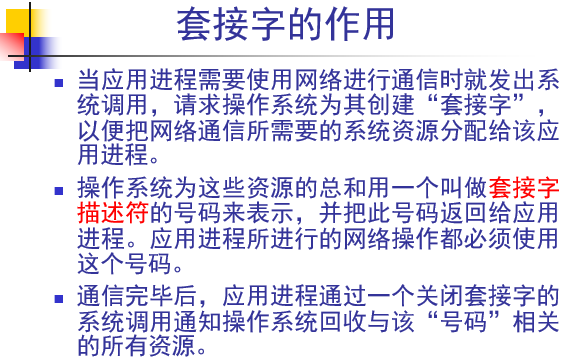 套接字的作用
当应用进程需要使用网络进行通信时就发出系
统调用，请求操作系统为其创建“套接字”，
以便把网络通信所需要的系统资源分配给该应
用进程。
操作系统为这些资源的总和用一个叫做套接字
描述符的号码来表示，并把此号码返回给应用
进程。应用进程所进行的网络操作都必须使用
这个号码。
通信完毕后，应用进程通过一个关闭套接字的
系统调用通知操作系统回收与该“号码”相关
的所有资源。